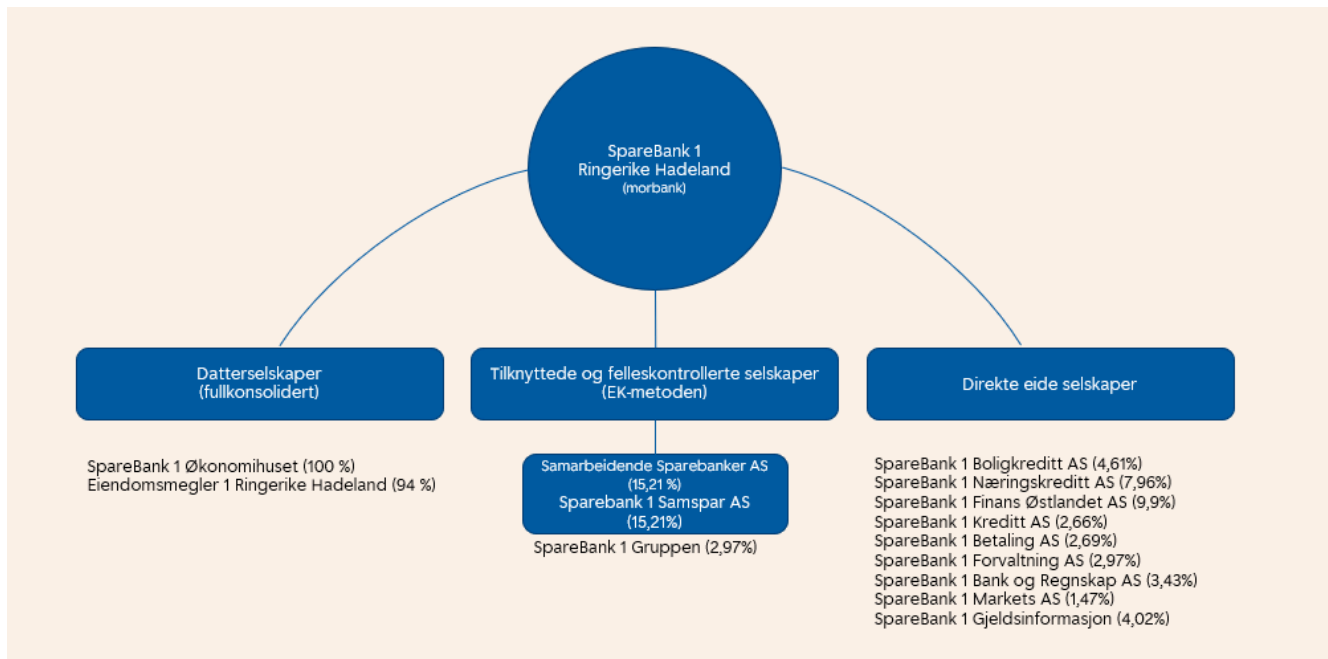 SpareBank 1
Ringerike Hadeland
(morbank)
Datterselskaper
(fullkonsolidert)
SpareBank 1 Økonomihuset (100 %)
Eiendomsmegler 1 Ringerike Hadeland (94 %)
Tilknyttede og felleskontrollerte selskaper
(EK-metoden)
Samarbeidende Sparebanker AS
(15,21 %)
Sparebank 1 Samspar AS
(15,21%)
SpareBank 1 Gruppen (2,97%)
Direkte eide selskaper
SpareBank 1 Boligkreditt AS (4,61%)
SpareBank 1 Næringskreditt AS (7,96%)
SpareBank 1 Finans Østlandet AS (9,9%)
SpareBank 1 Kreditt AS (2,66%)
SpareBank 1 Betaling AS (2,69%)
SpareBank 1 Forvaltning AS (2,97%)
SpareBank 1 Bank og Regnskap AS (3,43%)
SpareBank 1 Markets AS (1,47%)
SpareBank 1 Gjeldsinformasjon (4,02%)